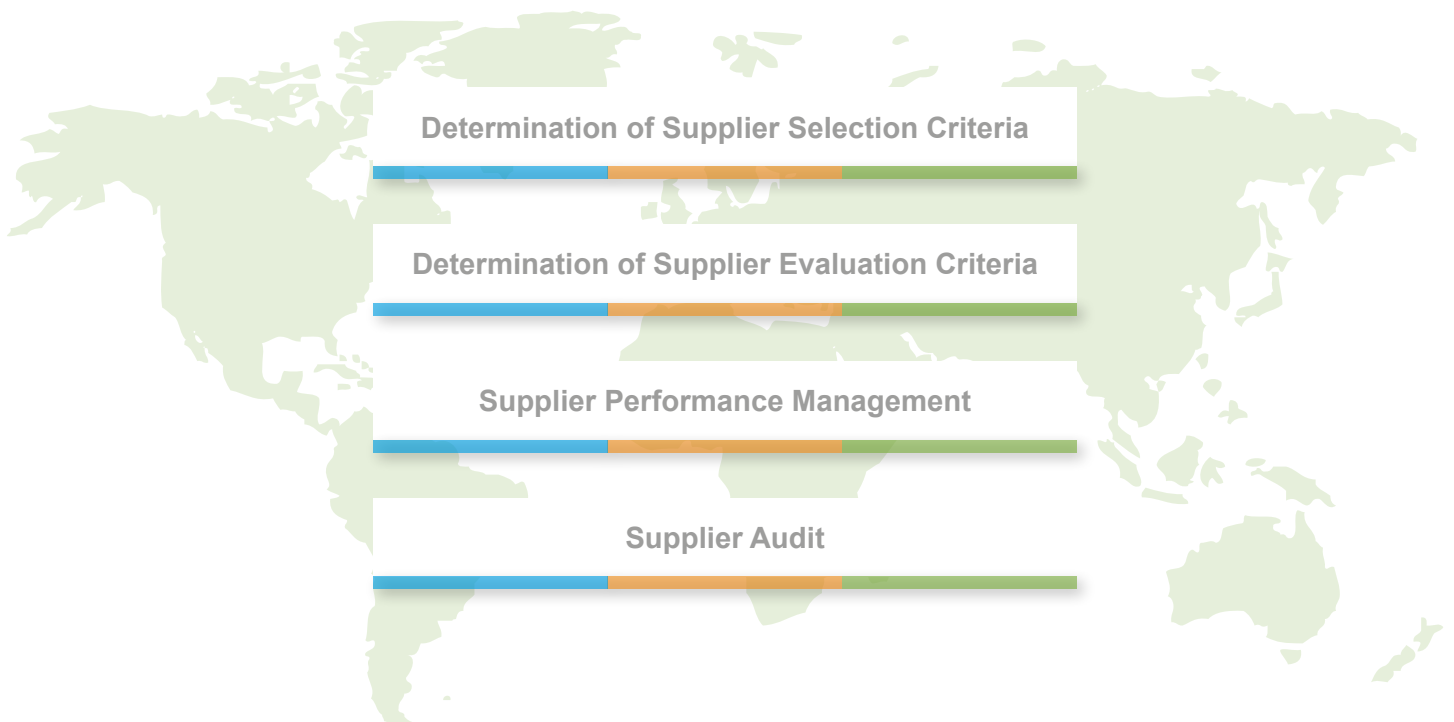 Determination of Supplier Selection Criteria
Determination of Supplier Evaluation Criteria
Supplier Performance Management
Supplier Audit